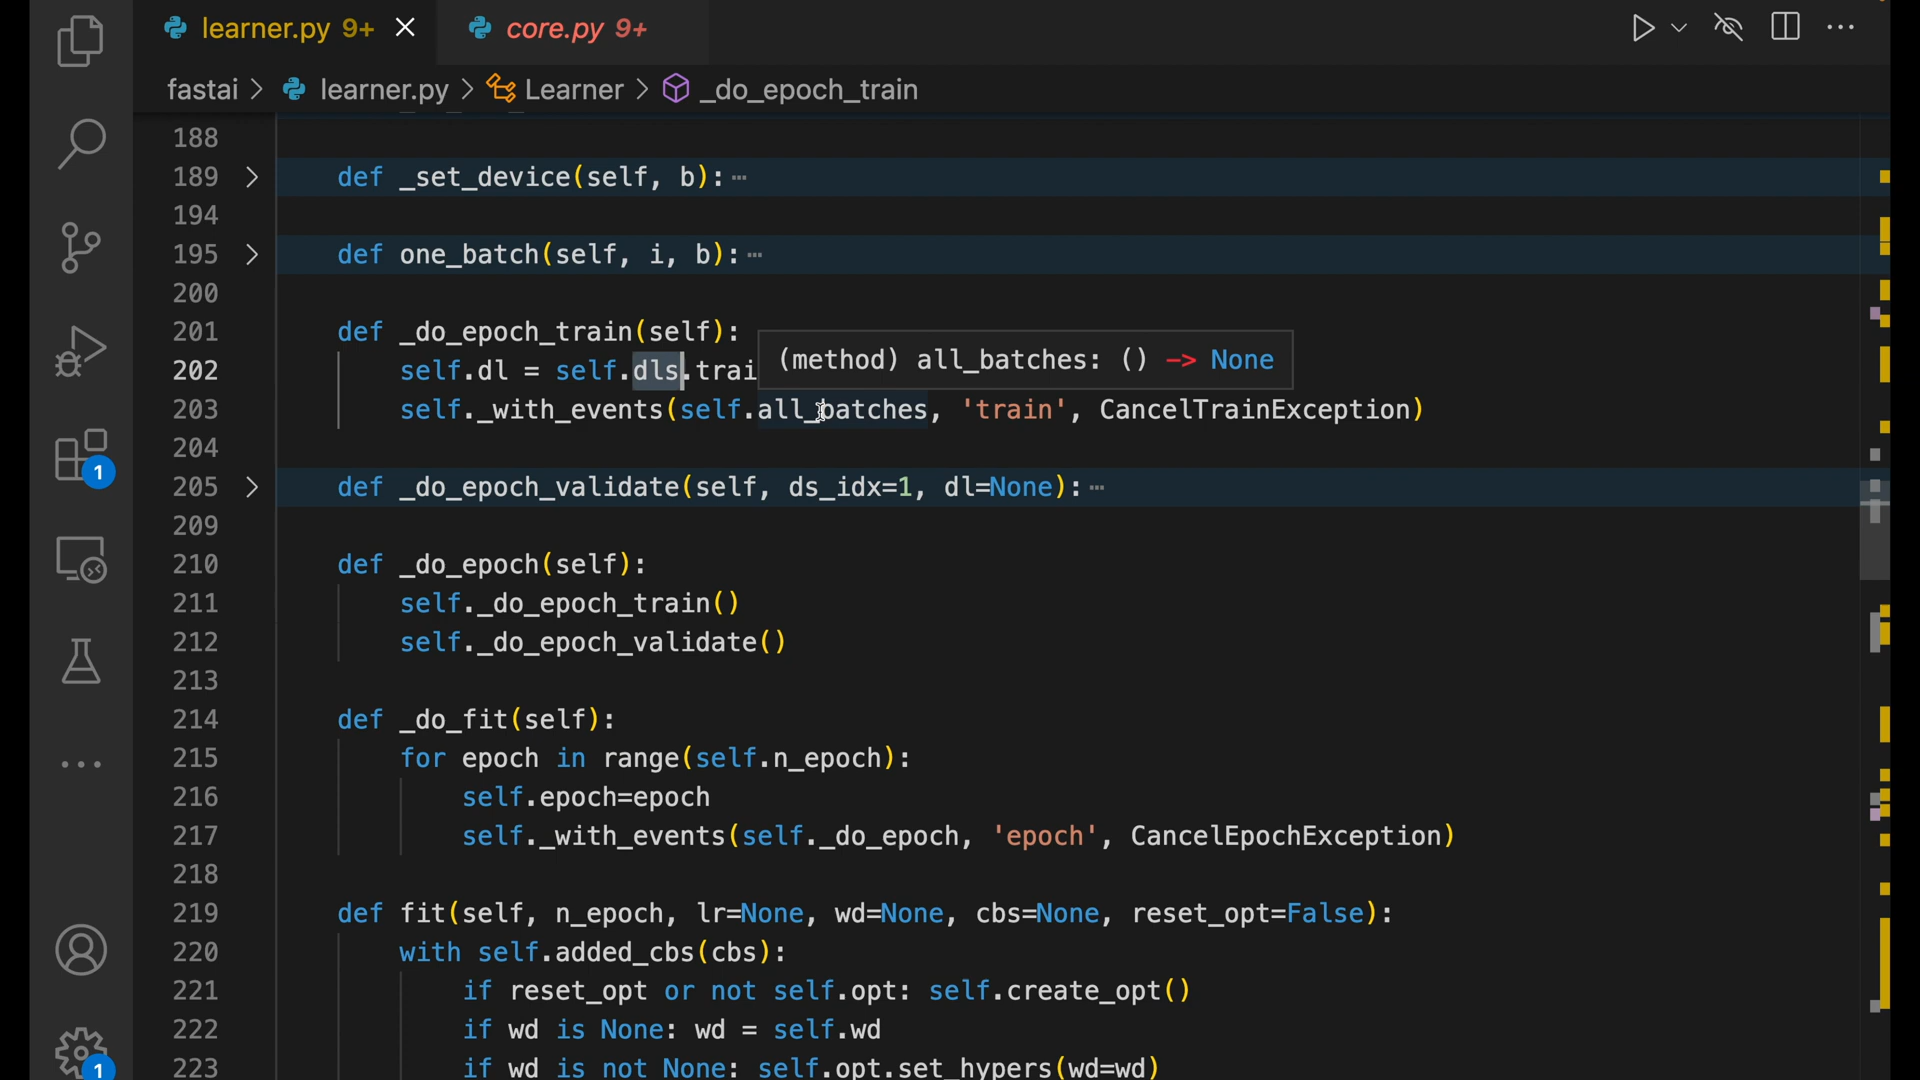 learner.py 9+
core.py 9+
fastai > learner.py > Learner > _do_epoch_train
188
189 def _set_device(self, b):…
194
195 def one_batch(self, i, b):…
200
201 def _do_epoch_train(self):
(method) all_batches: () -> None
202 self.dl = self.dls.trai
203 self._with_events(self.all_batches, 'train', CancelTrainException)
204
205 def _do_epoch_validate(self, ds_idx=1, dl=None):…
209
210 def _do_epoch(self):
211 self._do_epoch_train()
212 self._do_epoch_validate()
213
214 def _do_fit(self):
215 for epoch in range(self.n_epoch):
216 self.epoch=epoch
217 self._with_events(self._do_epoch, 'epoch', CancelEpochException)
218
219 def fit(self, n_epoch, lr=None, wd=None, cbs=None, reset_opt=False):
220 with self.added_cbs(cbs):
221 if reset_opt or not self.opt: self.create_opt()
222 if wd is None: wd = self.wd
223 if wd is not None: self.opt.set_hypers(wd=wd)
1
1